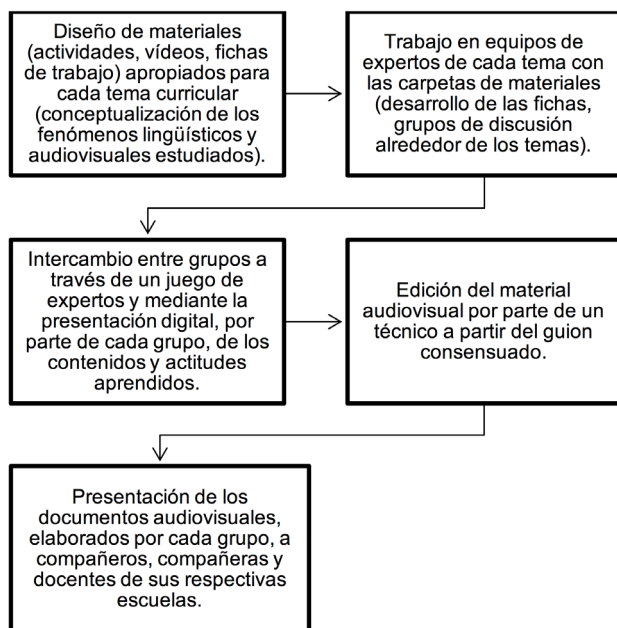 Diseño de materiales
(actividades, vídeos, fichas
de trabajo) apropiados para
cada tema curricular
(conceptualización de los
fenómenos lingüísticos y
audiovisuales estudiados).
Trabajo en equipos de
expertos de cada tema con
las carpetas de materiales
(desarrollo de las fichas,
grupos de discusión
alrededor de los temas).
Intercambio entre grupos a
través de un juego de
expertos y mediante la
presentación digital, por
parte de cada grupo, de los
contenidos y actitudes
aprendidos.
Edición del material
audiovisual por parte de un
técnico a partir del guion
consensuado.
Presentación de los
documentos audiovisuales,
elaborados por cada grupo, a
compañeros, compañeras y
docentes de sus respectivas
escuelas.